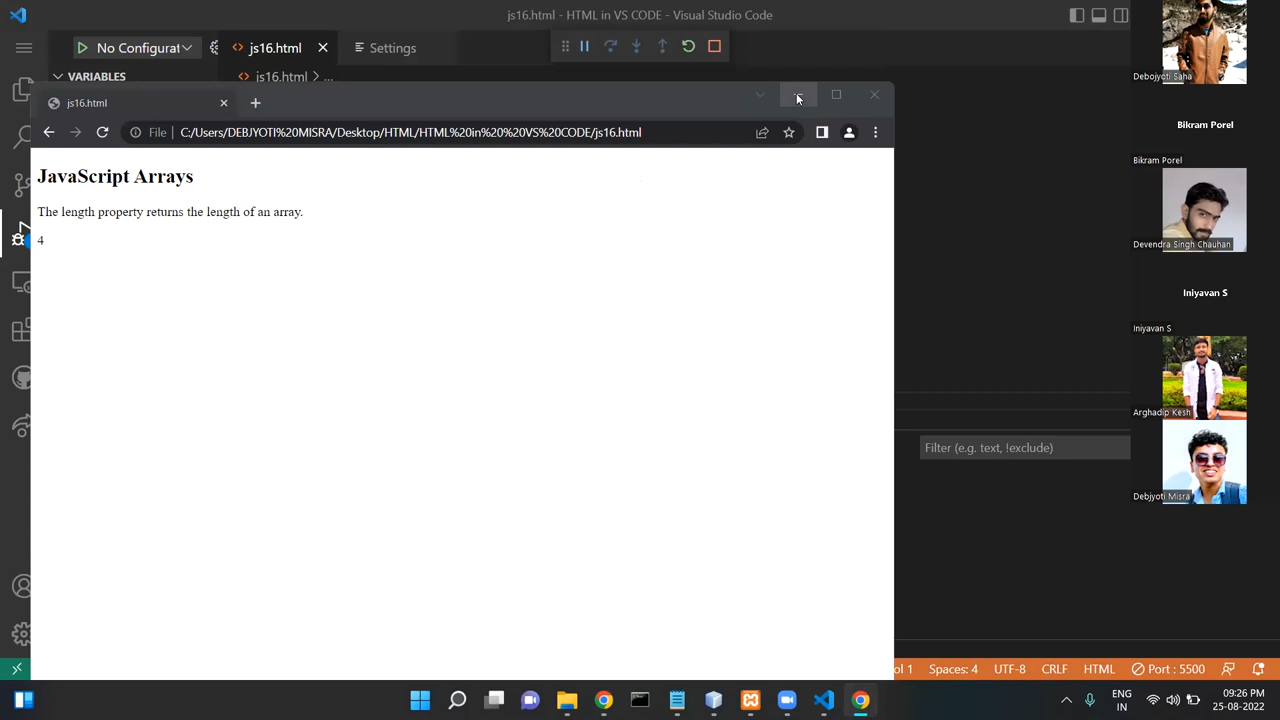 js16.html - HTML in VS CODE - Visual Studio Code
No Configurat
js16.html
Settings
VARIABLES
js16.html > ...
js16.html
File
C:/Users/DEBJYOTI%20MISRA/Desktop/HTML/HTML%20in%20%20VS%20CODE/js16.html
JavaScript Arrays
The length property returns the length of an array.
4
Filter (e.g. text, !exclude)
Debojyoti Saha
Bikram Porel
Bikram Porel
Devendra Singh Chauhan
Iniyavan S
Iniyavan S
Arghadip Kesh
Debjyoti Misra
ol 1
Spaces: 4
UTF-8
CRLF
HTML
Port : 5500
ENG
IN
09:26 PM
25-08-2022